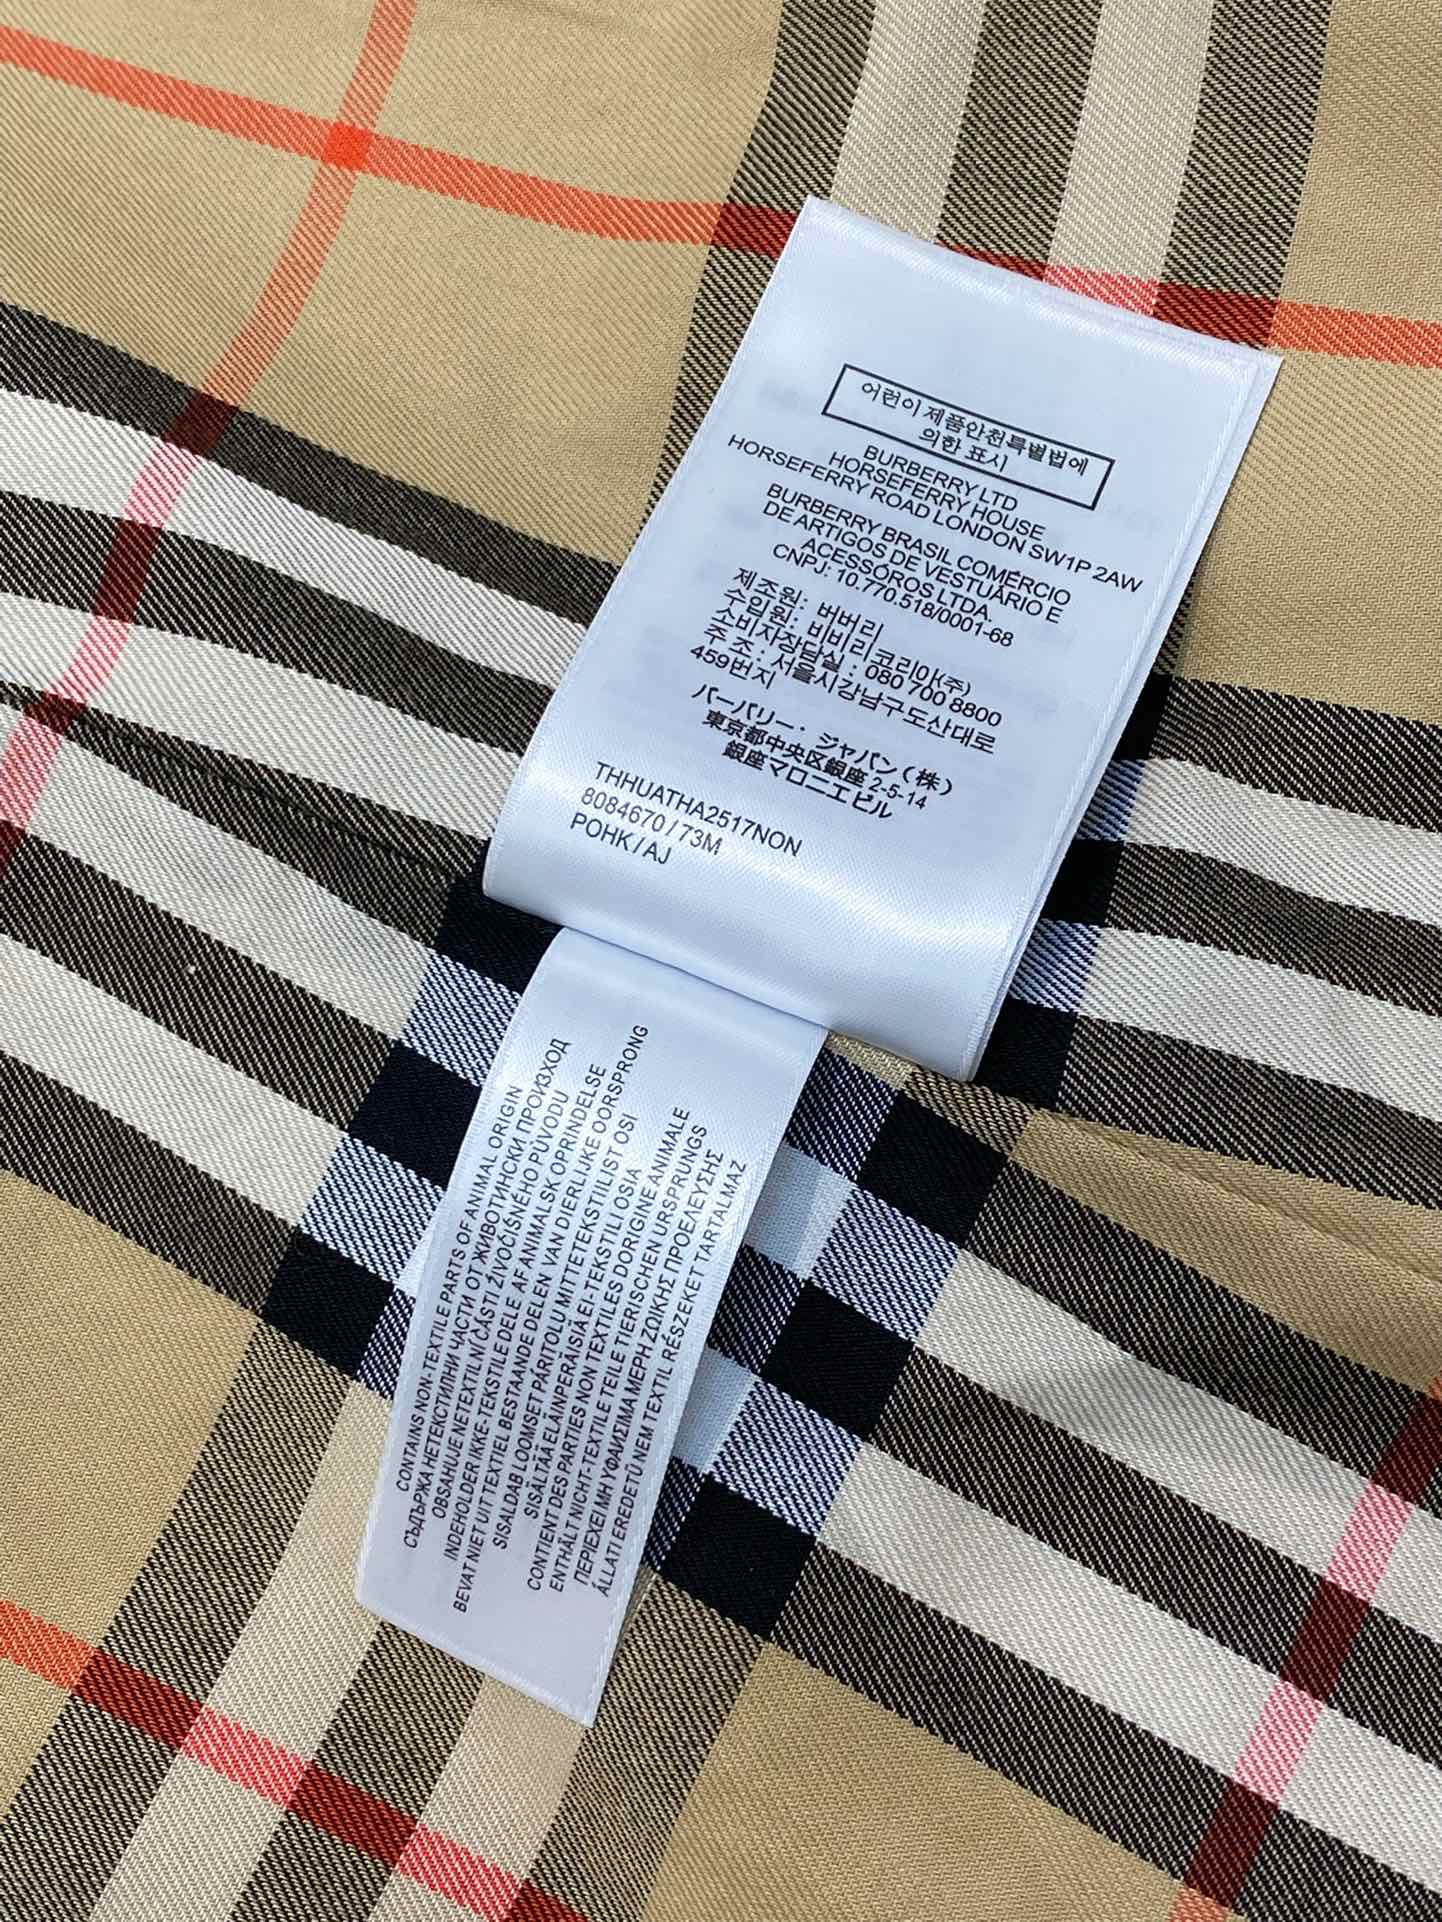 어련이 제품안천특별법에
의한 표시
BURBERRY LTD
HORSEFERRY HOUSE
HORSEFERRY ROAD LONDON SW1P 2AW
BURBERRY BRASIL COMÉRCIO
DE ARTIGOS DE VESTUÁRIO E
ACESSÓROS LTDA.
CNPJ: 10.770.518/0001-68
제조원: 버버리
수입원: 비비리코리아(주)
소비자장담실 : 080 700 8800
주 조 : 서울시강남구도산대로
459번지
バーバリー・ジャパン(株)
東京都中央区銀座 2-5-14
銀座マロニエビル
THHUATHA2517NON
8084670 / 73M
POHK / AJ
CONTAINS NON-TEXTILE PARTS OF ANIMAL ORIGIN
СЪДЪРЖА НЕТЕКСТИЛНИ ЧАСТИ ОТ ЖИВОТИНСКИ ПРОИЗХОД
OBSAHUJE NETEXTILNÍ ČÁSTI ŽIVOČIŠNÉHO PŮVODU
INDEHOLDER IKKE-TEKSTILE DELE AF ANIMALSK OPRINDELSE
BEVAT NIET UIT TEXTIEL BESTAANDE DELEN VAN DIERLIJKE OORSPRONG
SISALDAB LOOMSET PÄRITOLU MITTETEKSTIILIST OSI
SISÄLTÄÄ ELÄINPERÄISIÄ EI-TEKSTIILIOSIA
CONTIENT DES PARTIES NON TEXTILES DORIGINE ANIMALE
ENTHÄLT NICHT-TEXTILE TEILE TIERISCHEN URSPRUNGS
ΠΕΡΙΕΧΕΙ ΜΗ ΥΦΑΙΣΙΜΑ ΜΕΡΗ ΖΩΙΚΗΣ ΠΡΟΕΛΕΥΣΗΣ
ÁLLATI EREDETŰ NEM TEXTIL RÉSZEKET TARTALMAZ